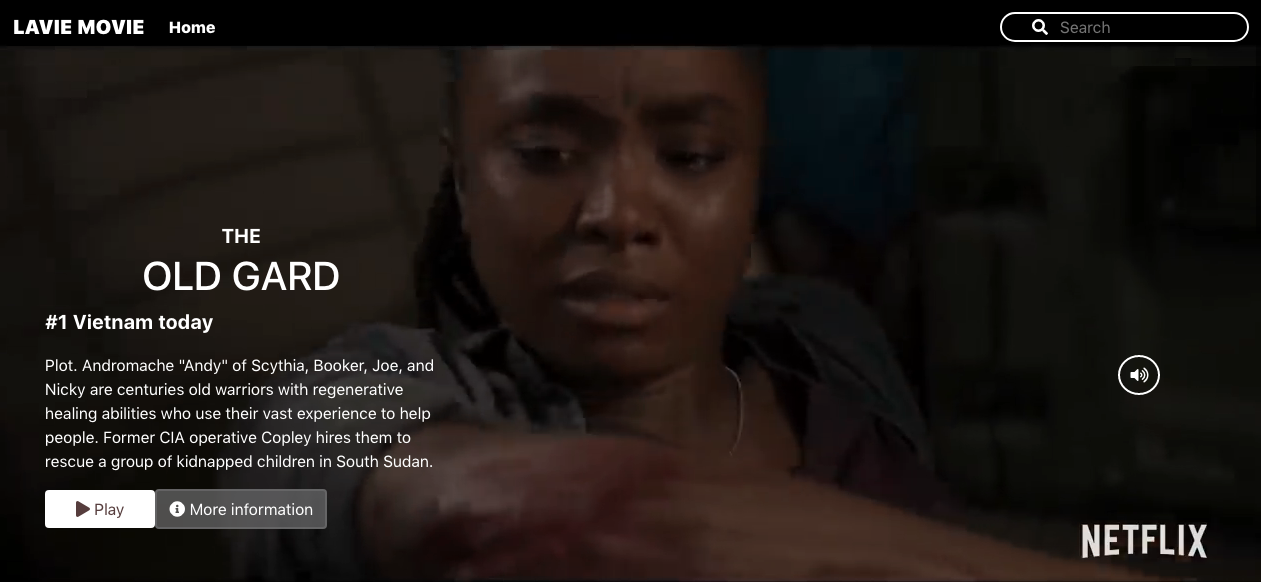 LAVIE MOVIE Home Search
THE
OLD GARD
#1 Vietnam today
Plot. Andromache "Andy" of Scythia, Booker, Joe, and
Nicky are centuries old warriors with regenerative
healing abilities who use their vast experience to help
people. Former CIA operative Copley hires them to
rescue a group of kidnapped children in South Sudan.
Play More information
NETFLIX